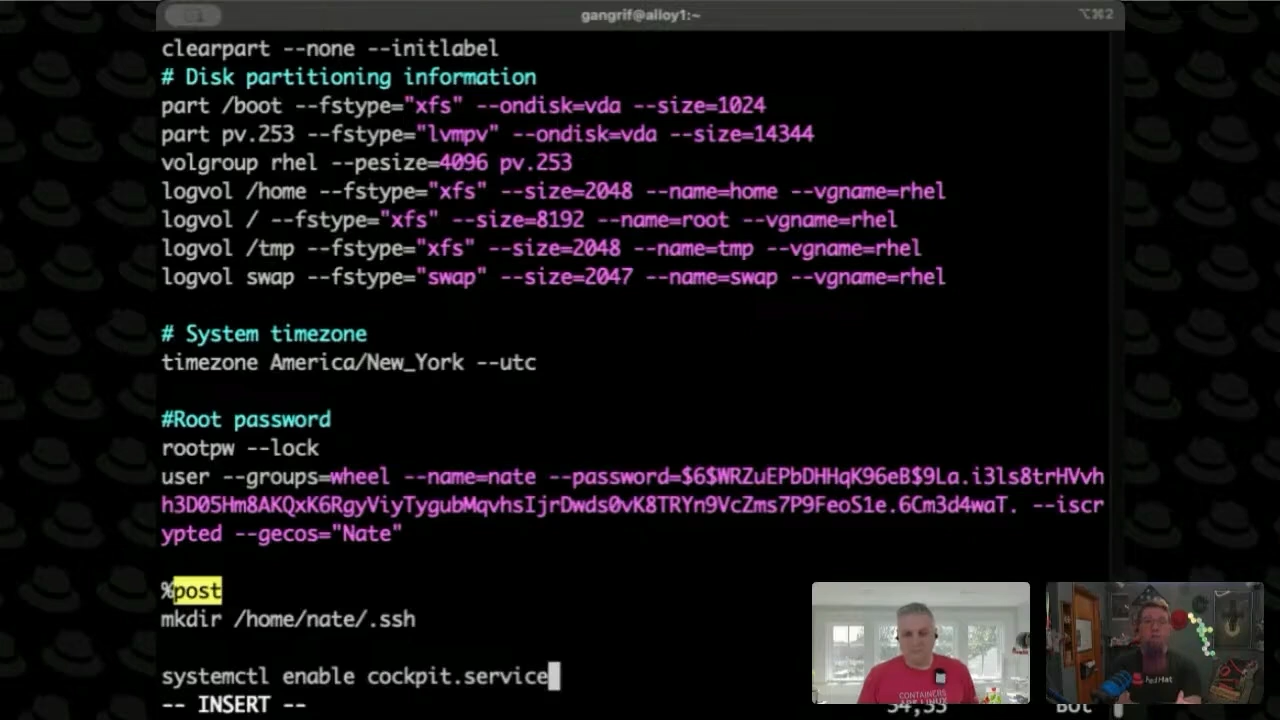 gangrif@alloy1:~
⌥⌘2
clearpart --none --initlabel
# Disk partitioning information
part /boot --fstype="xfs" --ondisk=vda --size=1024
part pv.253 --fstype="lvmpv" --ondisk=vda --size=14344
volgroup rhel --pesize=4096 pv.253
logvol /home --fstype="xfs" --size=2048 --name=home --vgname=rhel
logvol / --fstype="xfs" --size=8192 --name=root --vgname=rhel
logvol /tmp --fstype="xfs" --size=2048 --name=tmp --vgname=rhel
logvol swap --fstype="swap" --size=2047 --name=swap --vgname=rhel
# System timezone
timezone America/New_York --utc
#Root password
rootpw --lock
user --groups=wheel --name=nate --password=$6$WRZuEPbDHHqK96eB$9La.i3ls8trHVvh
h3D05Hm8AKQxK6RgyViyTygubMqvhsIjrDwds0vK8TRYn9VcZms7P9FeoS1e.6Cm3d4waT. --iscr
ypted --gecos="Nate"
%post
mkdir /home/nate/.ssh
systemctl enable cockpit.service
-- INSERT --
CONTAINERS
ARE LINUX
RedHat